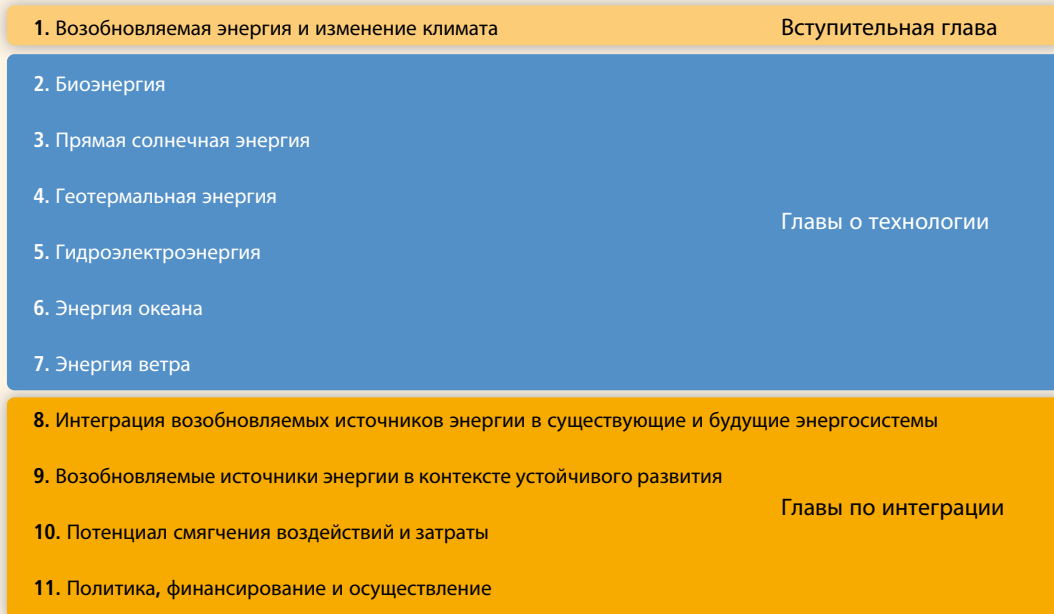 1. Возобновляемая энергия и изменение климата
Вступительная глава
2. Биоэнергия
3. Прямая солнечная энергия
4. Геотермальная энергия
Главы о технологии
5. Гидроэлектроэнергия
6. Энергия океана
7. Энергия ветра
8. Интеграция возобновляемых источников энергии в существующие и будущие энергосистемы
9. Возобновляемые источники энергии в контексте устойчивого развития
Главы по интеграции
10. Потенциал смягчения воздействий и затраты
11. Политика, финансирование и осуществление